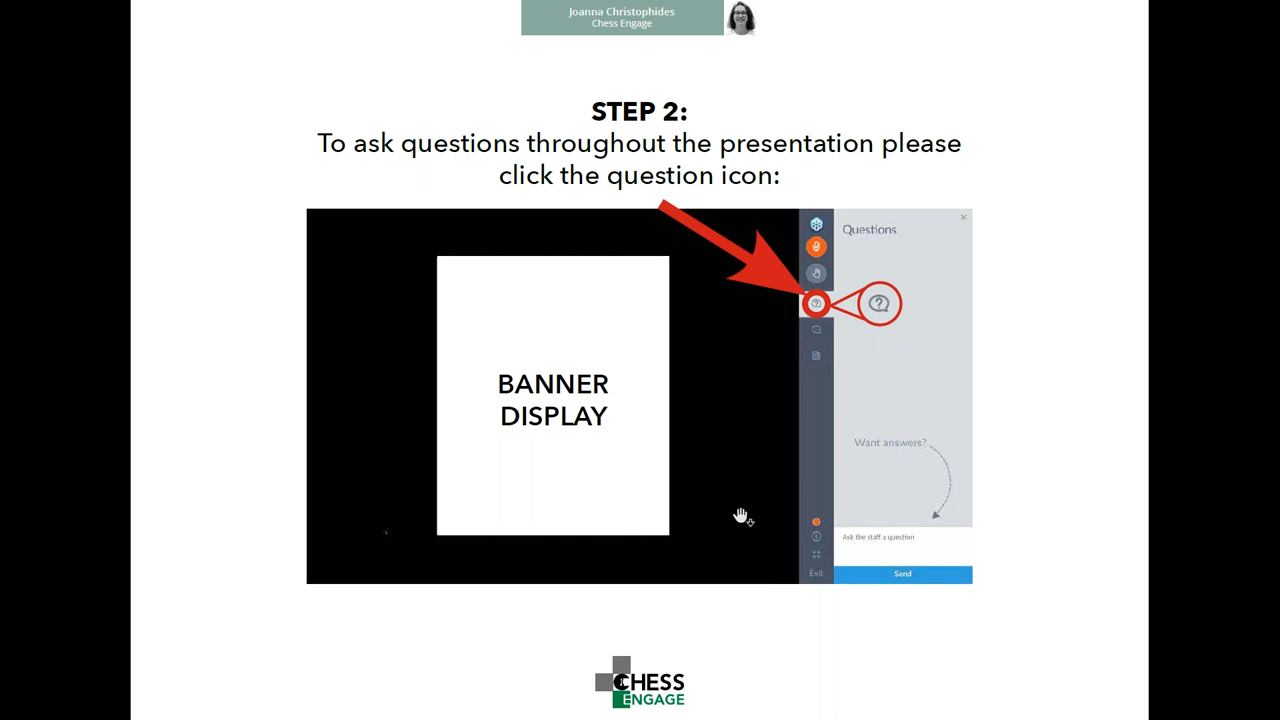 Joanna Christophides
Chess Engage
STEP 2:
To ask questions throughout the presentation please
click the question icon:
Questions
BANNER
DISPLAY
Want answers?
Ask the staff a question
Exit
Send
CHESS
ENGAGE